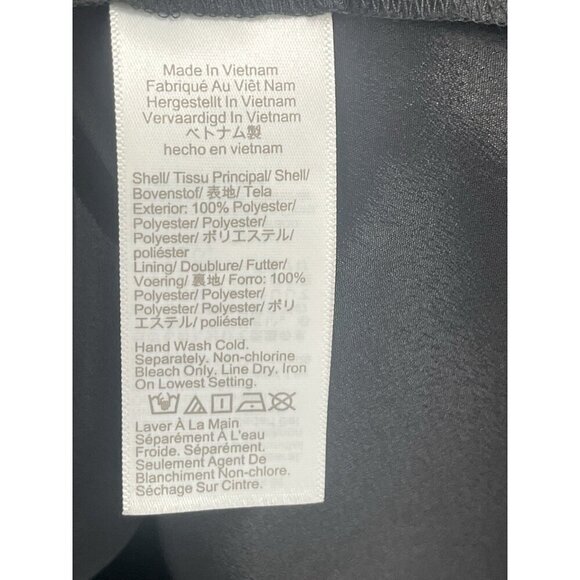 Made In Vietnam
Fabriqué Au Viêt Nam
Hergestellt In Vietnam
Vervaardigd In Vietnam
ベトナム製
hecho en vietnam
Shell/ Tissu Principal/ Shell/
Bovenstof/ 表地/ Tela
Exterior: 100% Polyester/
Polyester/ Polyester/
Polyester/ ポリエステル/
poliéster
Lining/ Doublure/ Futter/
Voering/ 裏地/ Forro: 100%
Polyester/ Polyester/
Polyester/ Polyester/ ポリ
エステル/ poliéster
Hand Wash Cold.
Separately. Non-chlorine
Bleach Only. Line Dry. Iron
On Lowest Setting.
Laver À La Main
Séparément À L'eau
Froide. Séparément.
Seulement Agent De
Blanchiment Non-chlore.
Séchage Sur Cintre.